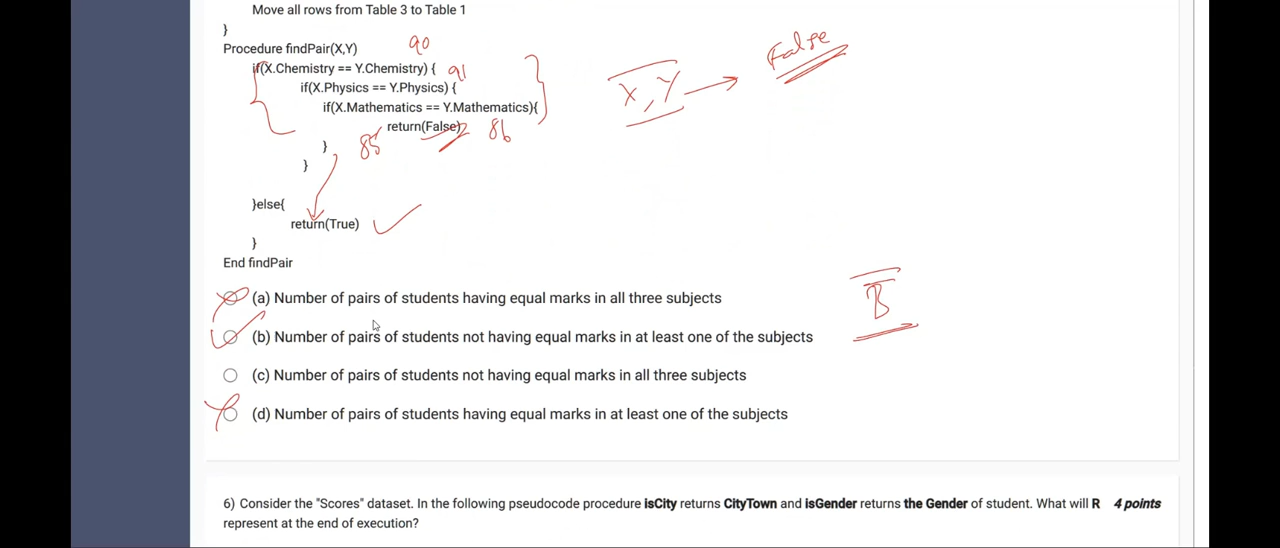 Move all rows from Table 3 to Table 1
}
Procedure findPair(X,Y)
90
False
if(X.Chemistry == Y.Chemistry) {
91
if(X.Physics == Y.Physics) {
X, Y
if(X.Mathematics == Y.Mathematics){
return(False)
86
}
85
}
}else{
return(True)
}
End findPair
(a) Number of pairs of students having equal marks in all three subjects
B
(b) Number of pairs of students not having equal marks in at least one of the subjects
(c) Number of pairs of students not having equal marks in all three subjects
(d) Number of pairs of students having equal marks in at least one of the subjects
6) Consider the "Scores" dataset. In the following pseudocode procedure isCity returns CityTown and isGender returns the Gender of student. What will R 4 points
represent at the end of execution?